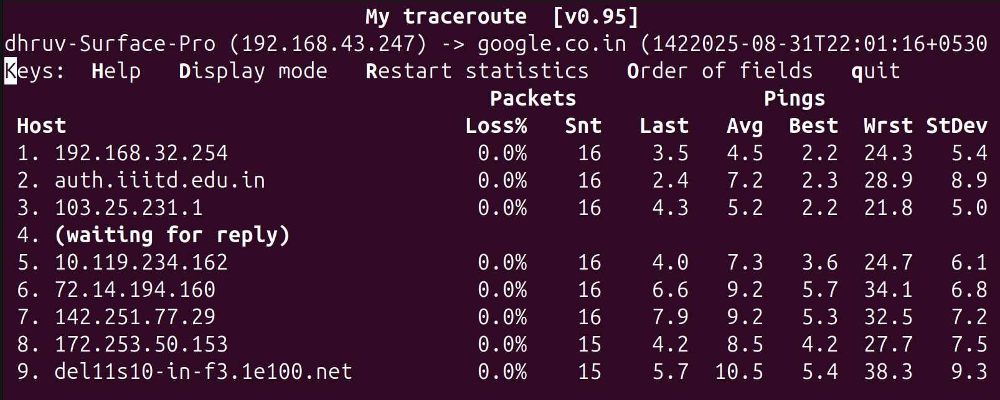 My traceroute  [v0.95]
dhruv-Surface-Pro (192.168.43.247) -> google.co.in (1422025-08-31T22:01:16+0530
Keys:  Help   Display mode   Restart statistics   Order of fields   quit
Packets               Pings
Host                                Loss%   Snt   Last   Avg  Best  Wrst StDev
1. 192.168.32.254                    0.0%    16    3.5   4.5   2.2  24.3   5.4
2. auth.iiitd.edu.in                 0.0%    16    2.4   7.2   2.3  28.9   8.9
3. 103.25.231.1                      0.0%    16    4.3   5.2   2.2  21.8   5.0
4. (waiting for reply)
5. 10.119.234.162                    0.0%    16    4.0   7.3   3.6  24.7   6.1
6. 72.14.194.160                     0.0%    16    6.6   9.2   5.7  34.1   6.8
7. 142.251.77.29                     0.0%    16    7.9   9.2   5.3  32.5   7.2
8. 172.253.50.153                    0.0%    15    4.2   8.5   4.2  27.7   7.5
9. del11s10-in-f3.1e100.net          0.0%    15    5.7  10.5   5.4  38.3   9.3